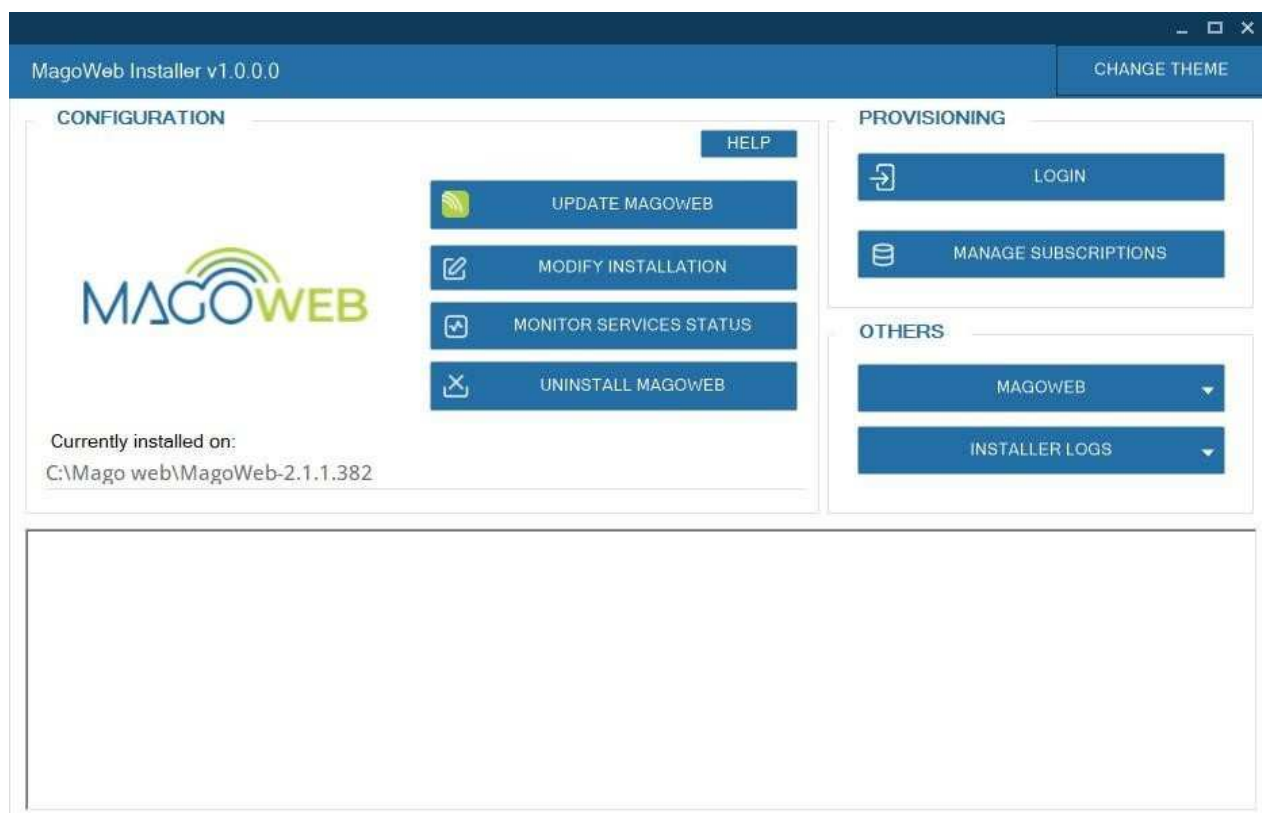 MagoWeb Installer v1.0.0.0
CHANGE THEME
CONFIGURATION
HELP
UPDATE MAGOWEB
MODIFY INSTALLATION
MONITOR SERVICES STATUS
UNINSTALL MAGOWEB
MAGOWEB
Currently installed on:
C:\Mago web\MagoWeb-2.1.1.382
PROVISIONING
LOGIN
MANAGE SUBSCRIPTIONS
OTHERS
MAGOWEB
INSTALLER LOGS